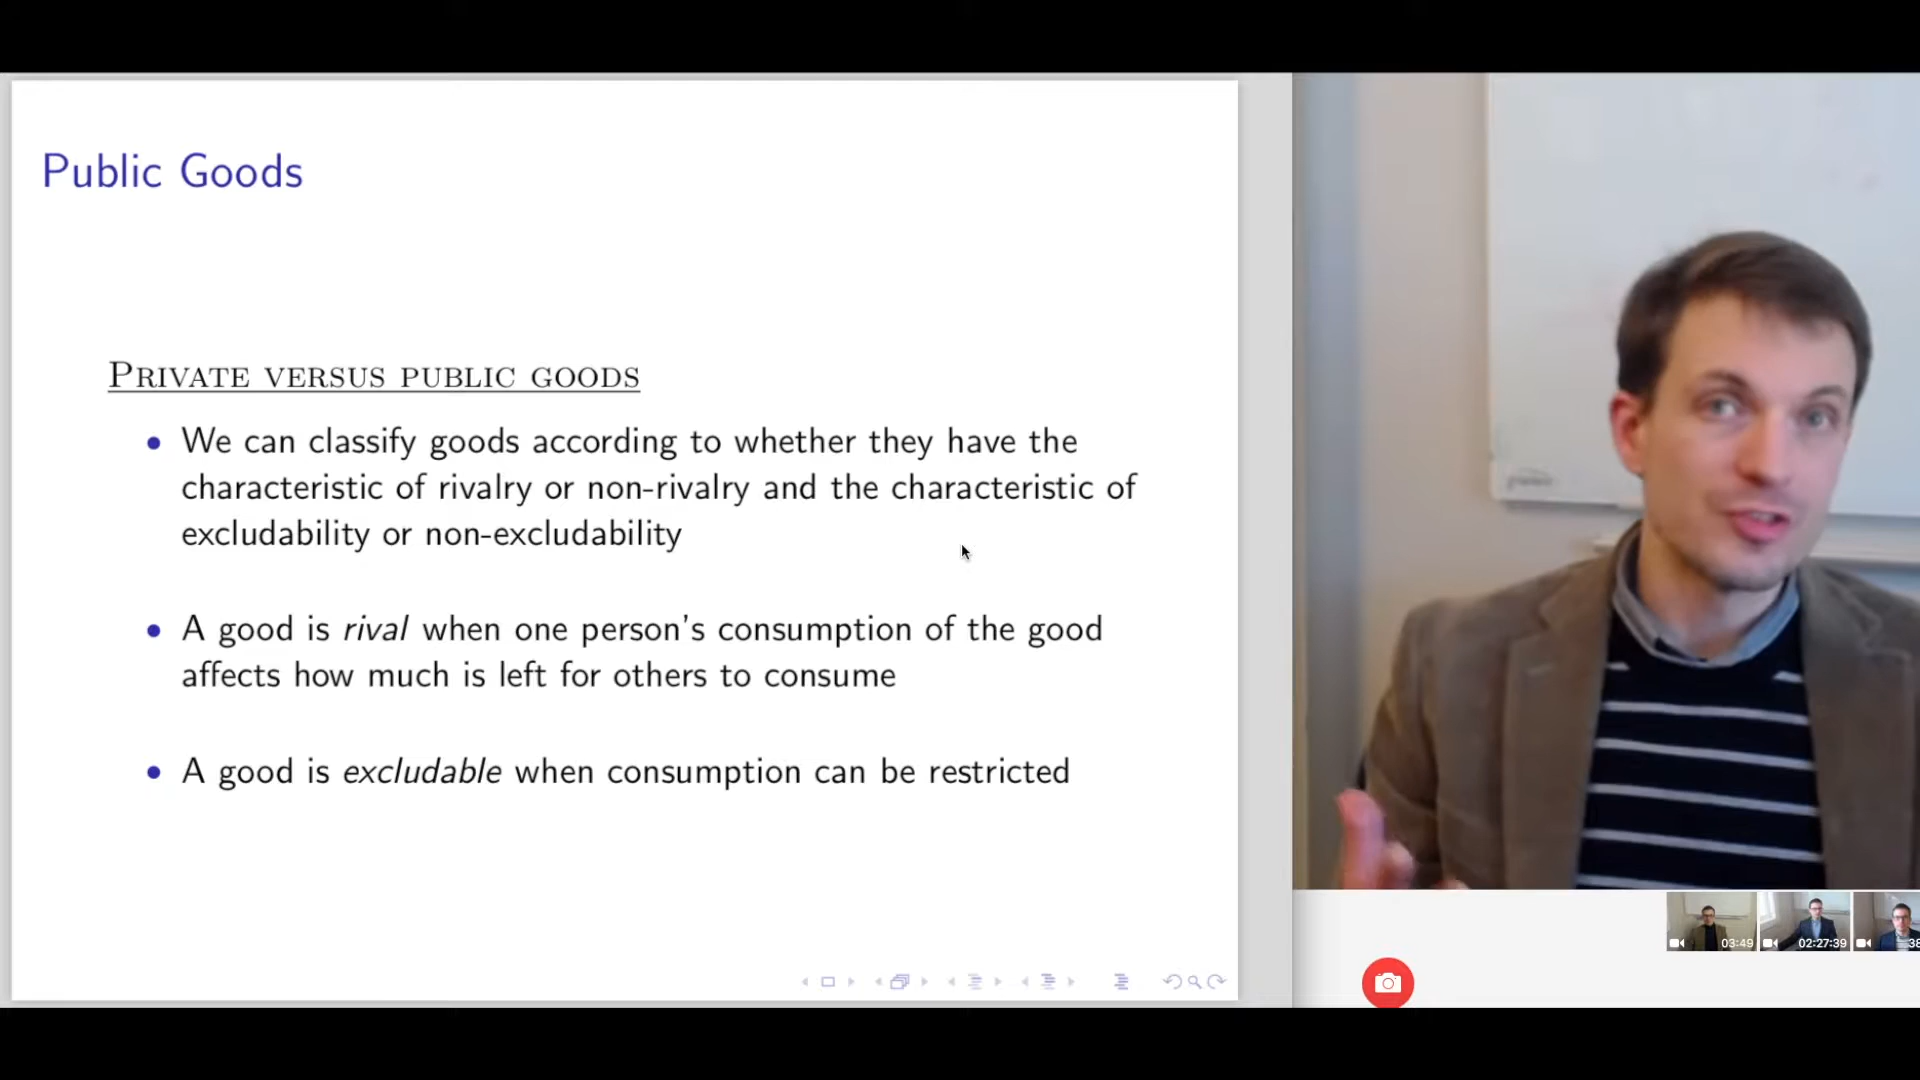 Public Goods
PRIVATE VERSUS PUBLIC GOODS
• We can classify goods according to whether they have the
characteristic of rivalry or non-rivalry and the characteristic of
excludability or non-excludability
• A good is rival when one person's consumption of the good
affects how much is left for others to consume
• A good is excludable when consumption can be restricted
03:49
02:27:39
38